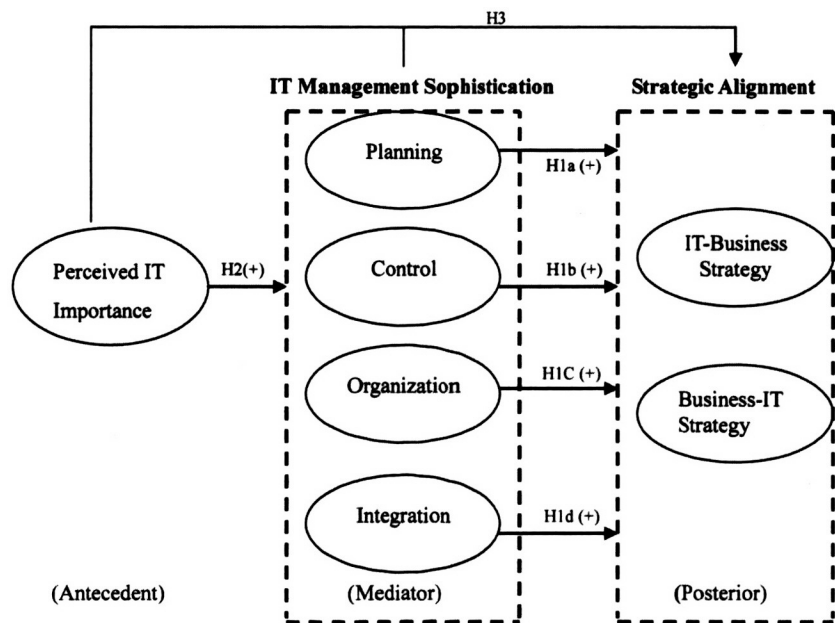 H3
IT Management Sophistication
Strategic Alignment
Planning
H1a (+)
Perceived IT
Importance
H2(+)
Control
H1b (+)
IT-Business
Strategy
Organization
H1C (+)
Business-IT
Strategy
Integration
H1d (+)
(Antecedent)
(Mediator)
(Posterior)